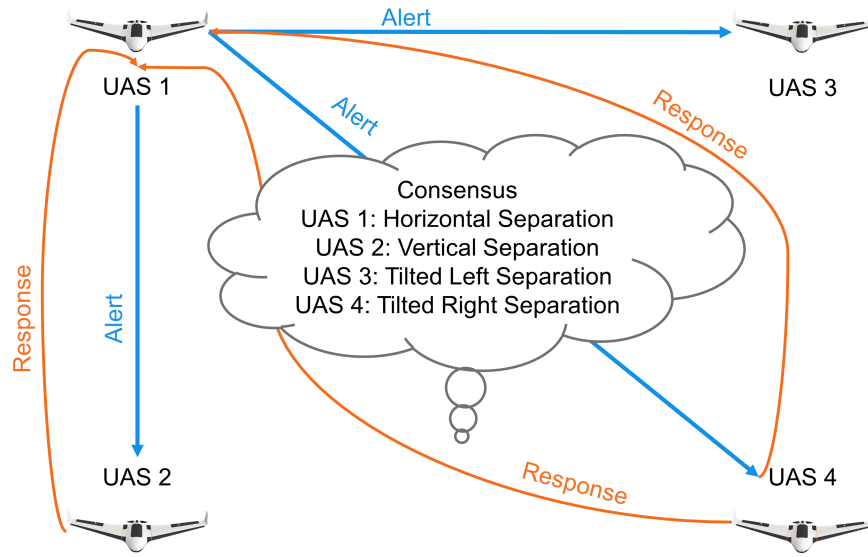 Alert
UAS 1
UAS 3
Alert
Response
Consensus
UAS 1: Horizontal Separation
UAS 2: Vertical Separation
UAS 3: Tilted Left Separation
UAS 4: Tilted Right Separation
Response
Alert
UAS 2
UAS 4
Response